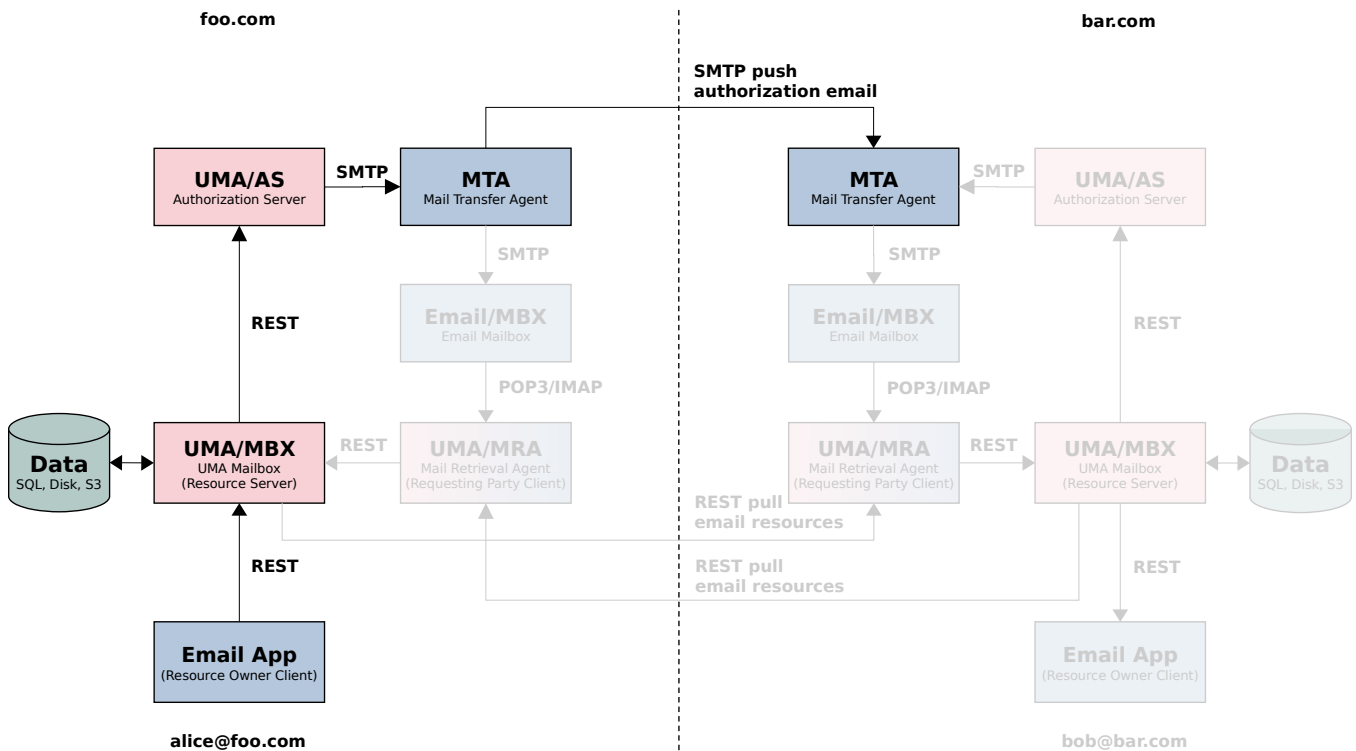 foo.com
bar.com
SMTP push
authorization email
UMA/AS
Authorization Server
SMTP
MTA
Mail Transfer Agent
MTA
Mail Transfer Agent
SMTP
UMA/AS
Authorization Server
SMTP
SMTP
Email/MBX
Email Mailbox
Email/MBX
Email Mailbox
REST
REST
POP3/IMAP
POP3/IMAP
Data
SQL, Disk, S3
UMA/MBX
UMA Mailbox
(Resource Server)
REST
UMA/MRA
Mail Retrieval Agent
(Requesting Party Client)
UMA/MRA
Mail Retrieval Agent
(Requesting Party Client)
REST
UMA/MBX
UMA Mailbox
(Resource Server)
Data
SQL, Disk, S3
REST pull
email resources
REST
REST pull
email resources
REST
Email App
(Resource Owner Client)
Email App
(Resource Owner Client)
alice@foo.com
bob@bar.com